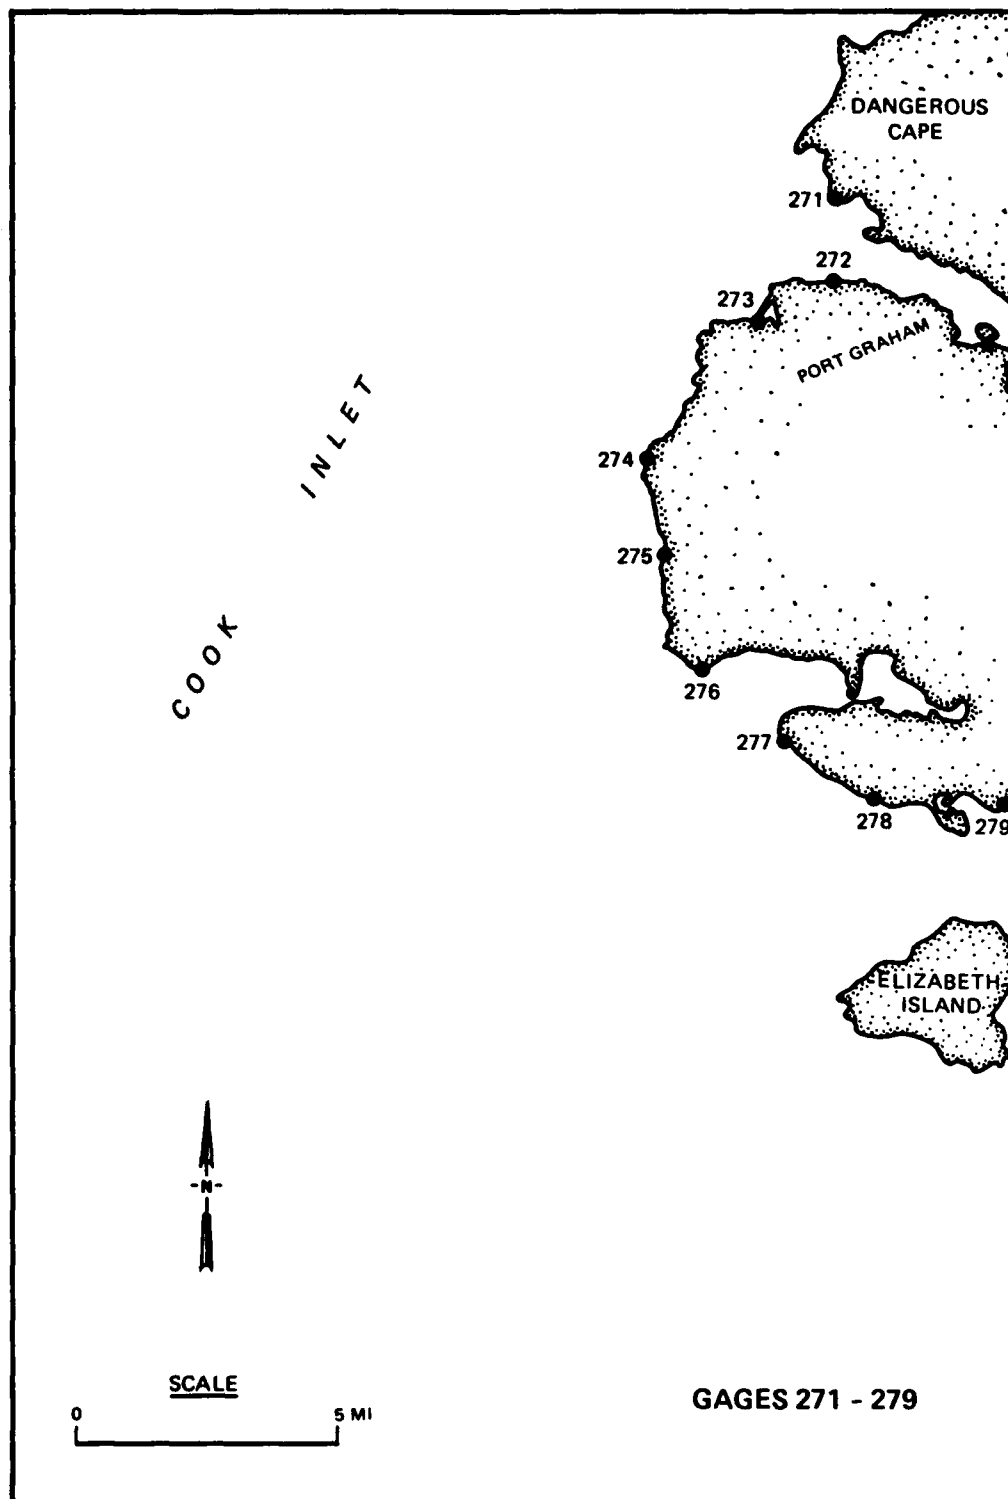 DANGEROUS
CAPE
271
272
273
PORT GRAHAM
INLET
274
275
COOK
276
277
278
279
ELIZABETH
ISLAND
-N-
SCALE
0 5 MI
GAGES 271 - 279